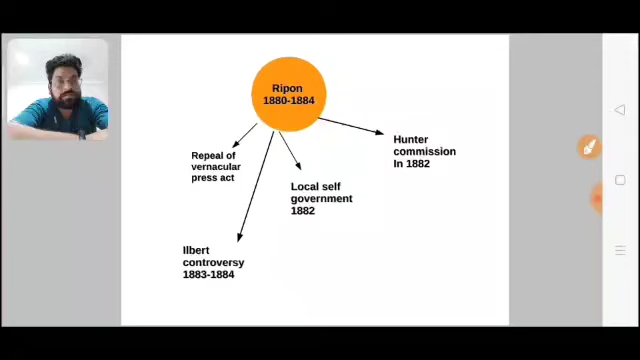 Ripon
1880-1884
Repeal of
vernacular
press act
Hunter
commission
In 1882
Local self
government
1882
Ilbert
controversy
1883-1884